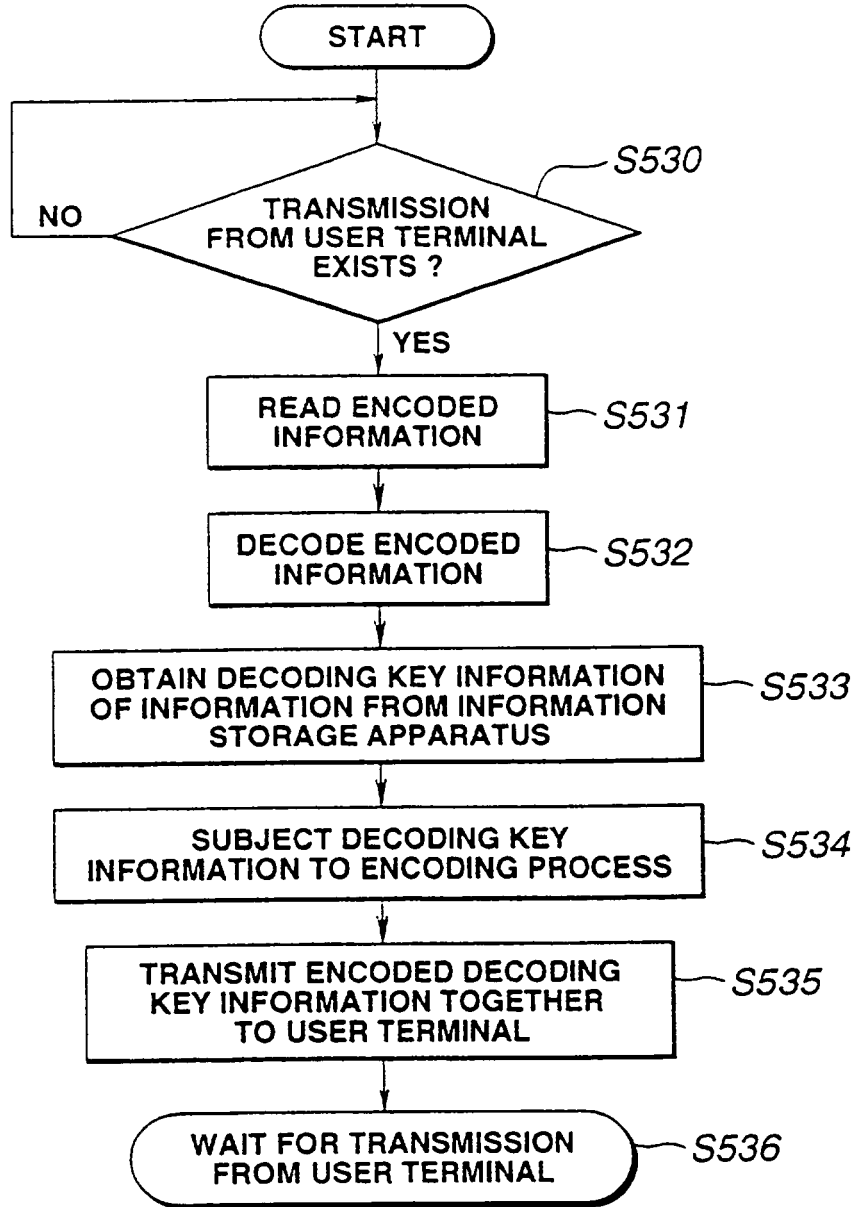 START
S530
TRANSMISSION
NO
FROM USER TERMINAL
EXISTS ?
YES
READ ENCODED
INFORMATION
S531
DECODE ENCODED
INFORMATION
S532
OBTAIN DECODING KEY INFORMATION
OF INFORMATION FROM INFORMATION
STORAGE APPARATUS
S533
SUBJECT DECODING KEY
INFORMATION TO ENCODING PROCESS
S534
TRANSMIT ENCODED DECODING
KEY INFORMATION TOGETHER
TO USER TERMINAL
S535
WAIT FOR TRANSMISSION
FROM USER TERMINAL
S536